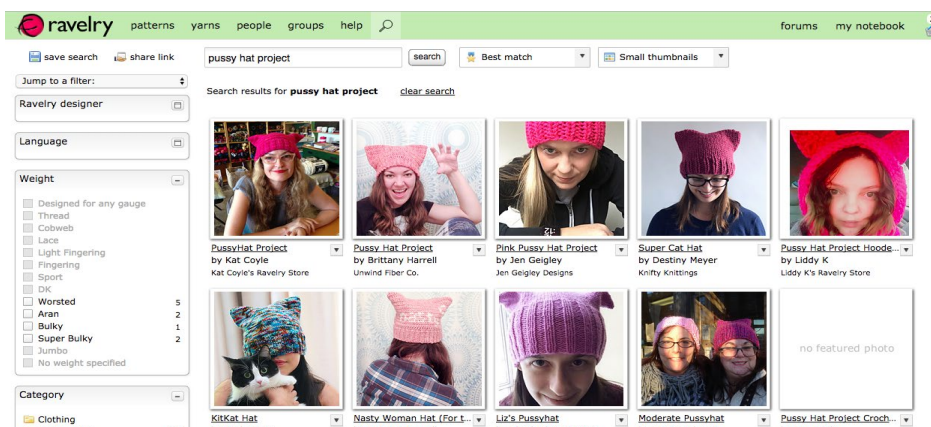 ravelry patterns yarns people groups help forums my notebook
save search share link
pussy hat project search Best match Small thumbnails
Jump to a filter:
Search results for pussy hat project clear search
Ravelry designer
Language
Weight
Designed for any gauge
Thread
Cobweb
Lace
Light Fingering
Fingering
Sport
DK
Worsted 5
Aran 2
Bulky 1
Super Bulky 2
Jumbo
No weight specified
Category
Clothing
PussyHat Project
by Kat Coyle
Kat Coyle's Ravelry Store
Pussy Hat Project
by Brittany Harrell
Unwind Fiber Co.
Pink Pussy Hat Project
by Jen Geigley
Jen Geigley Designs
Super Cat Hat
by Destiny Meyer
Knifty Knittings
Pussy Hat Project Hoode...
by Liddy K
Liddy K's Ravelry Store
KitKat Hat
Nasty Woman Hat (For t...
Liz's Pussyhat
Moderate Pussyhat
no featured photo
Pussy Hat Project Croch...